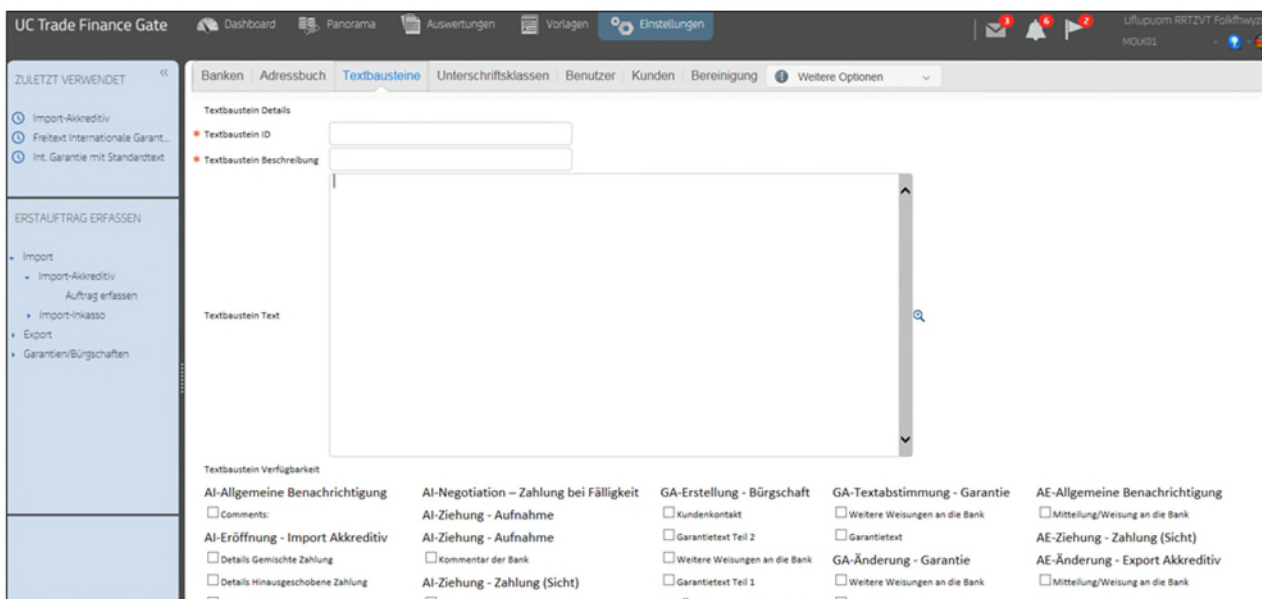 UC Trade Finance Gate
Dashboard
Panorama
Auswertungen
Vorlagen
Einstellungen
3
6
2
Uflupuom RRTZVT Folkfhwyz
MOLK01
ZULETZT VERWENDET
Import-Akkreditiv
Freitext Internationale Garant...
Int. Garantie mit Standardtext
ERSTAUFTRAG ERFASSEN
Import
Import-Akkreditiv
Auftrag erfassen
Import-Inkasso
Export
Garantien/Bürgschaften
Banken Adressbuch Textbausteine Unterschriftsklassen Benutzer Kunden Bereinigung Weitere Optionen
Textbaustein Details
* Textbaustein ID
* Textbaustein Beschreibung
Textbaustein Text
Textbaustein Verfügbarkeit
AI-Allgemeine Benachrichtigung
Comments:
AI-Eröffnung - Import Akkreditiv
Details Gemischte Zahlung
Details Hinausgeschobene Zahlung
AI-Negotiation – Zahlung bei Fälligkeit
AI-Ziehung - Aufnahme
AI-Ziehung - Aufnahme
Kommentar der Bank
AI-Ziehung - Zahlung (Sicht)
GA-Erstellung - Bürgschaft
Kundenkontakt
Garantietext Teil 2
Weitere Weisungen an die Bank
Garantietext Teil 1
GA-Textabstimmung - Garantie
Weitere Weisungen an die Bank
Garantietext
GA-Änderung - Garantie
Weitere Weisungen an die Bank
AE-Allgemeine Benachrichtigung
Mitteilung/Weisung an die Bank
AE-Ziehung - Zahlung (Sicht)
AE-Änderung - Export Akkreditiv
Mitteilung/Weisung an die Bank